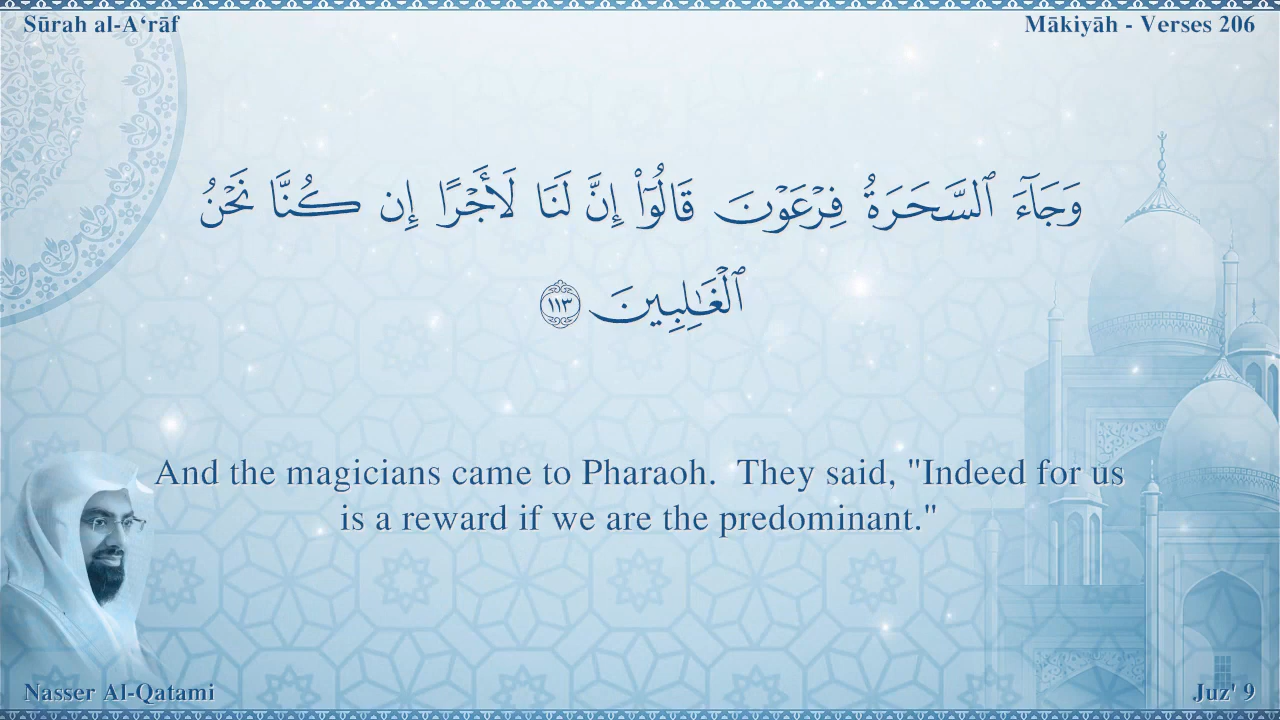 Sūrah al-A‘rāf
Mākiyāh - Verses 206
وَجَآءَ ٱلسَّحَرَةُ فِرْعَوْنَ قَالُوٓا۟ إِنَّ لَنَا لَأَجْرًا إِن كُنَّا نَحْنُ
ٱلْغَـٰلِبِينَ ١١٣
And the magicians came to Pharaoh.  They said, "Indeed for us
is a reward if we are the predominant."
Nasser Al-Qatami
Juz' 9